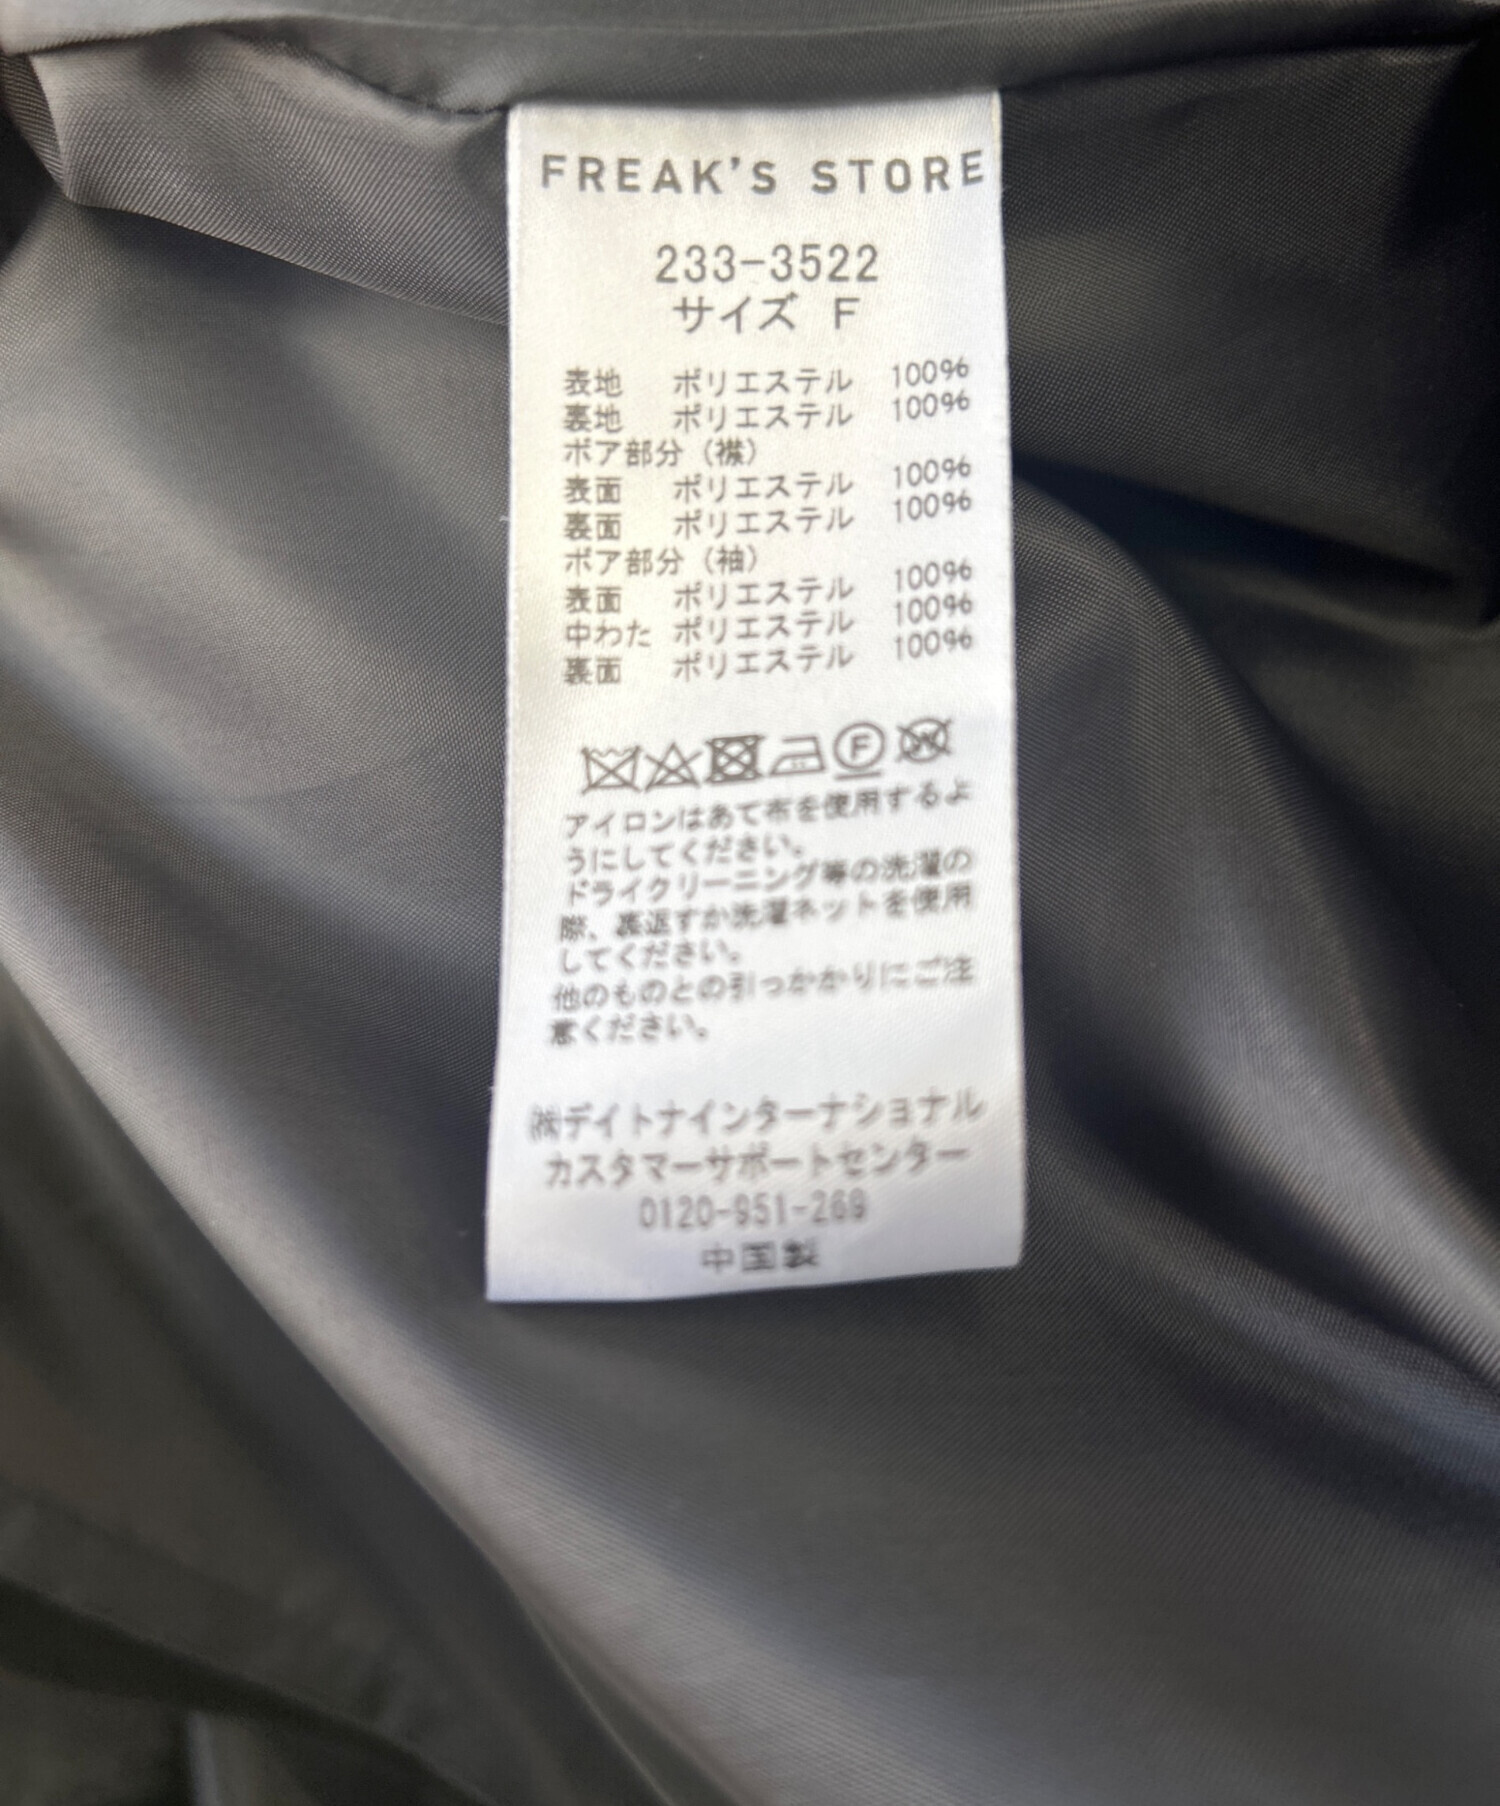 FREAK'S STORE
233-3522
サイズ F
表地 ポリエステル 100%
裏地 ポリエステル 100%
ボア部分（襟）
表面 ポリエステル 100%
裏面 ポリエステル 100%
ボア部分（袖）
表面 ポリエステル 100%
中わた ポリエステル 100%
裏面 ポリエステル 100%
F W
アイロンはあて布を使用するよ
うにしてください。
ドライクリーニング等の洗濯の
際、裏返すか洗濯ネットを使用
してください。
他のものとの引っかかりにご注
意ください。
㈱デイトナインターナショナル
カスタマーサポートセンター
0120-951-269
中国製